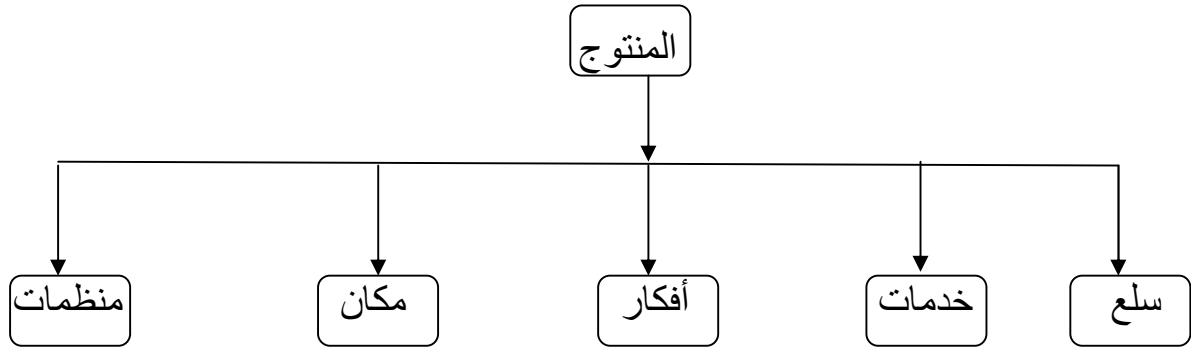 المنتوج
سلع
خدمات
أفكار
مكان
منظمات